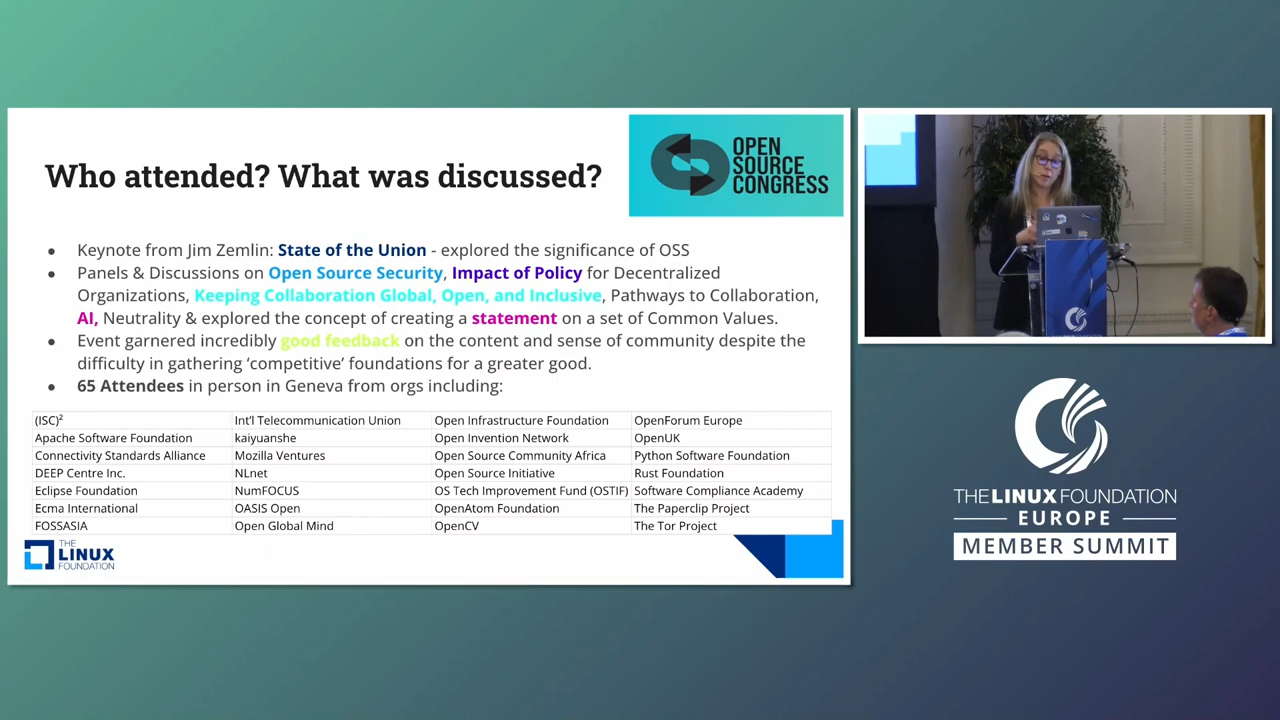 Who attended? What was discussed?
OPEN
SOURCE
CONGRESS
● Keynote from Jim Zemlin: State of the Union - explored the significance of OSS
● Panels & Discussions on Open Source Security, Impact of Policy for Decentralized
Organizations, Keeping Collaboration Global, Open, and Inclusive, Pathways to Collaboration,
AI, Neutrality & explored the concept of creating a statement on a set of Common Values.
● Event garnered incredibly good feedback on the content and sense of community despite the
difficulty in gathering ‘competitive’ foundations for a greater good.
● 65 Attendees in person in Geneva from orgs including:
(ISC)² Int'l Telecommunication Union Open Infrastructure Foundation OpenForum Europe
Apache Software Foundation kaiyuanshe Open Invention Network OpenUK
Connectivity Standards Alliance Mozilla Ventures Open Source Community Africa Python Software Foundation
DEEP Centre Inc. NLnet Open Source Initiative Rust Foundation
Eclipse Foundation NumFOCUS OS Tech Improvement Fund (OSTIF) Software Compliance Academy
Ecma International OASIS Open OpenAtom Foundation The Paperclip Project
FOSSASIA Open Global Mind OpenCV The Tor Project
THE
LINUX
FOUNDATION
THE LINUX FOUNDATION
EUROPE
MEMBER SUMMIT